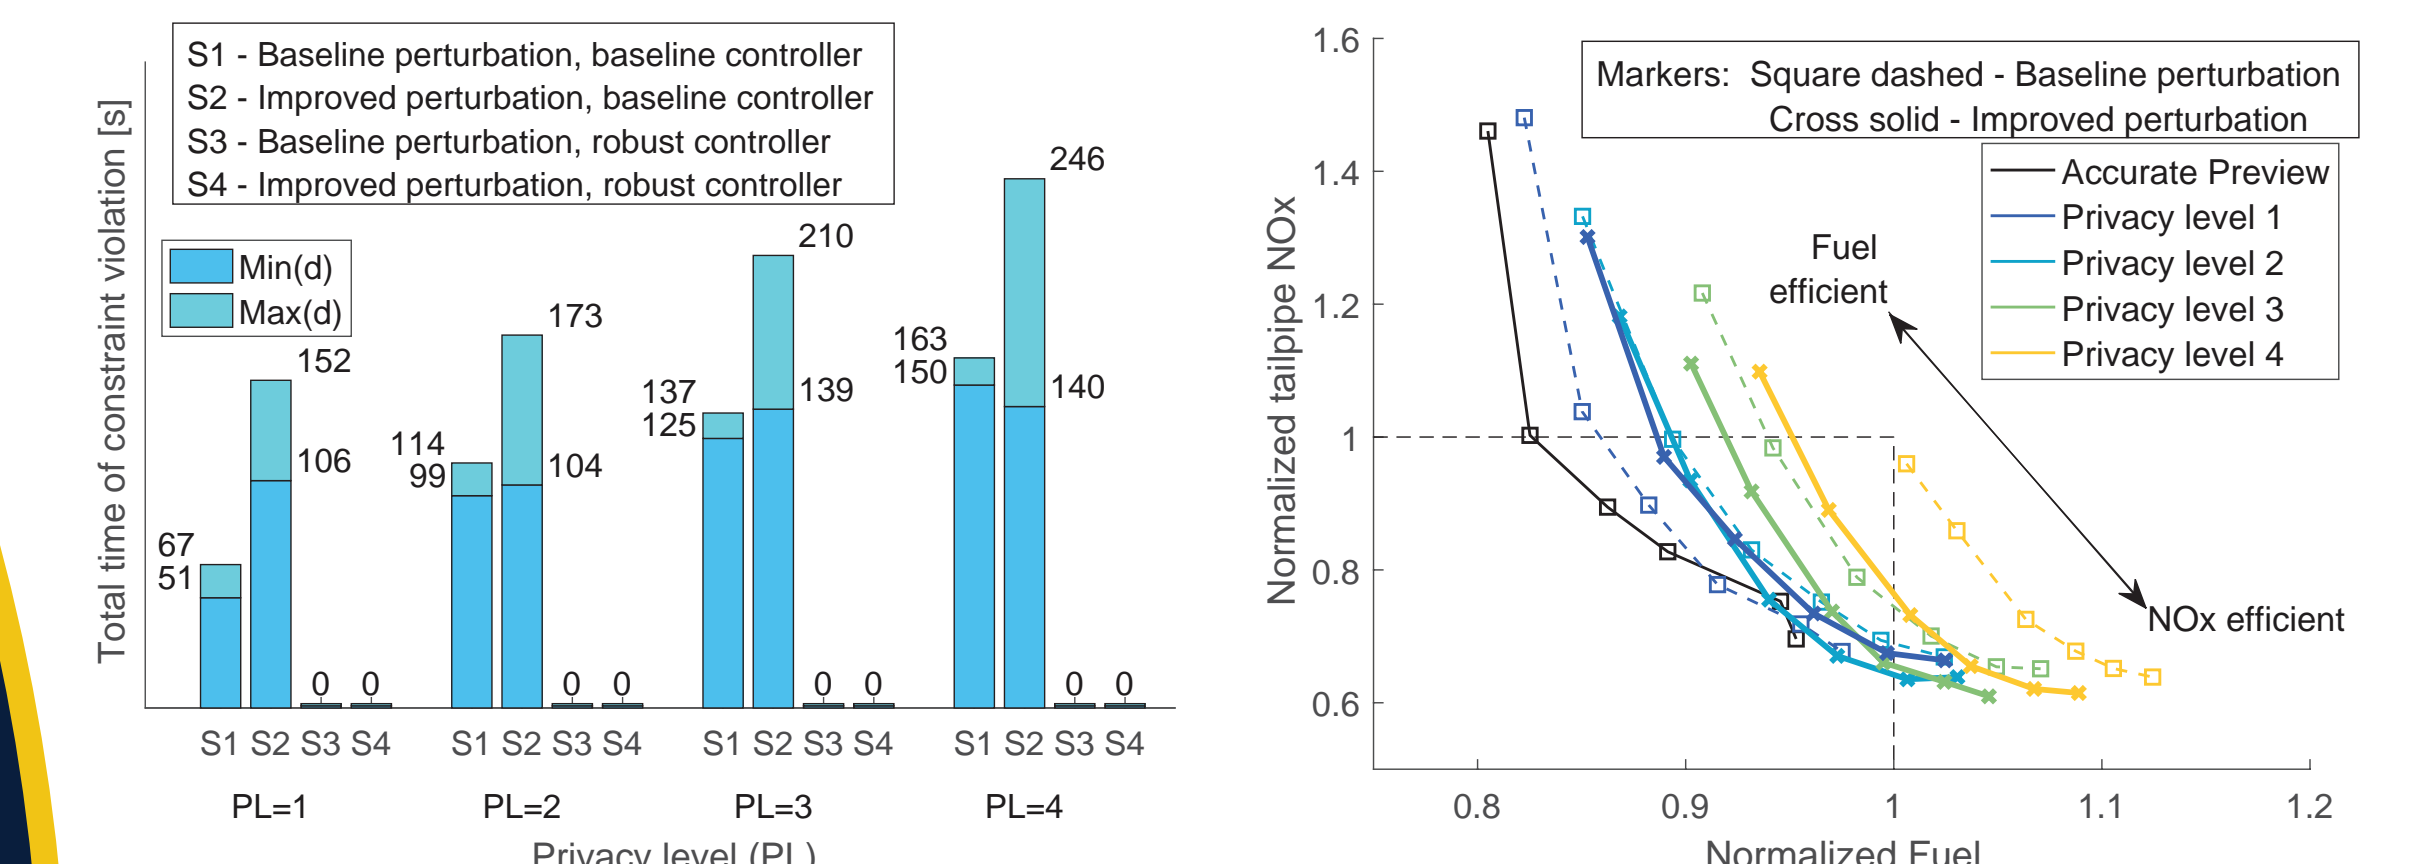 S1 - Baseline perturbation, baseline controller
S2 - Improved perturbation, baseline controller
S3 - Baseline perturbation, robust controller
S4 - Improved perturbation, robust controller
Total time of constraint violation [s]
Min(d)
Max(d)
67
51
152
106
0
0
114
99
173
104
0
0
137
125
210
139
0
0
163
150
246
140
0
0
S1 S2 S3 S4
S1 S2 S3 S4
S1 S2 S3 S4
S1 S2 S3 S4
PL=1
PL=2
PL=3
PL=4
Privacy level (PL)
Markers: Square dashed - Baseline perturbation
Cross solid - Improved perturbation
Accurate Preview
Privacy level 1
Privacy level 2
Privacy level 3
Privacy level 4
Fuel
efficient
NOx efficient
Normalized tailpipe NOx
1.6
1.4
1.2
1
0.8
0.6
0.8
0.9
1
1.1
1.2
Normalized Fuel